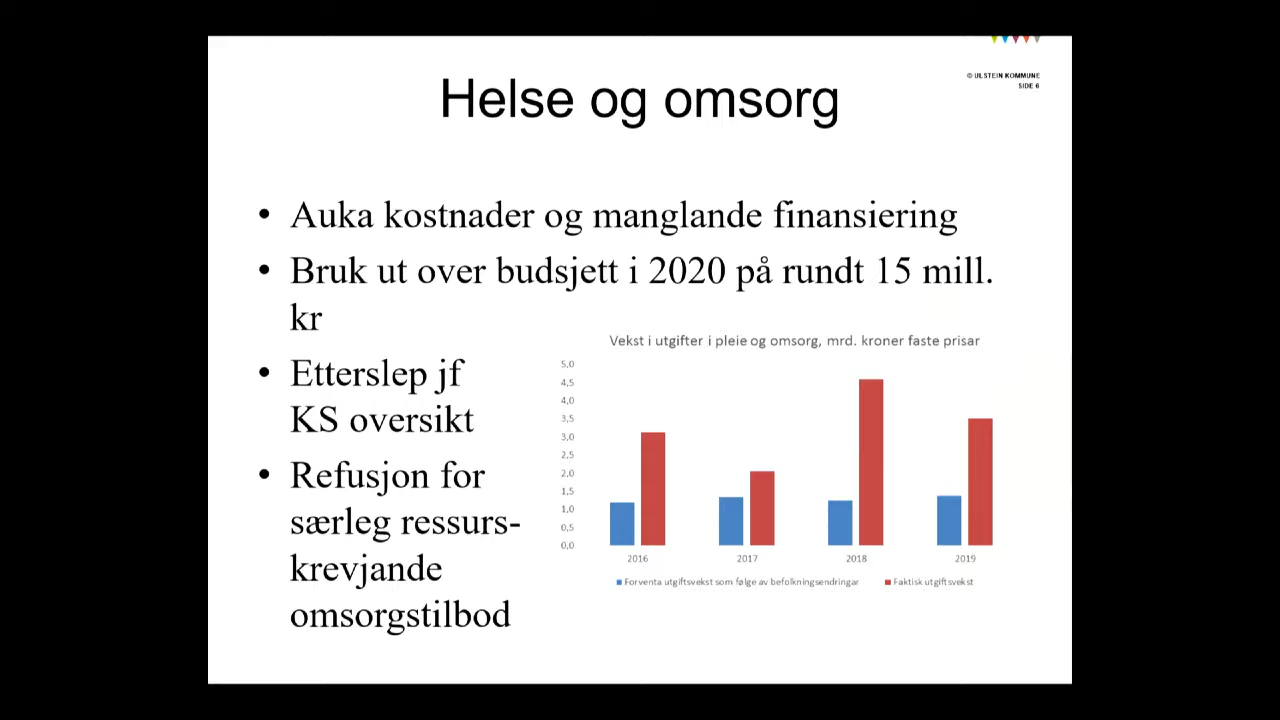 © ULSTEIN KOMMUNE
SIDE 6
Helse og omsorg
• Auka kostnader og manglande finansiering
• Bruk ut over budsjett i 2020 på rundt 15 mill.
kr
• Etterslep jf
KS oversikt
• Refusjon for
særleg ressurs-
krevjande
omsorgstilbod
Vekst i utgifter i pleie og omsorg, mrd. kroner faste prisar
5,0
4,5
4,0
3,5
3,0
2,5
2,0
1,5
1,0
0,5
0,0
2016 2017 2018 2019
Forventa utgiftsvekst som følge av befolkningsendringar Faktisk utgiftsvekst